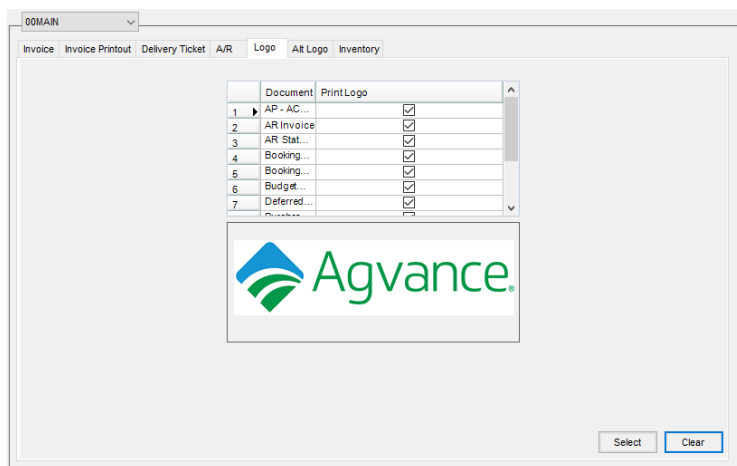 00MAIN
Invoice Invoice Printout Delivery Ticket A/R Logo Alt Logo Inventory
Document Print Logo
1 AP - AC...
2 AR Invoice
3 AR Stat...
4 Booking...
5 Booking...
6 Budget...
7 Deferred...
Agvance®
Select Clear